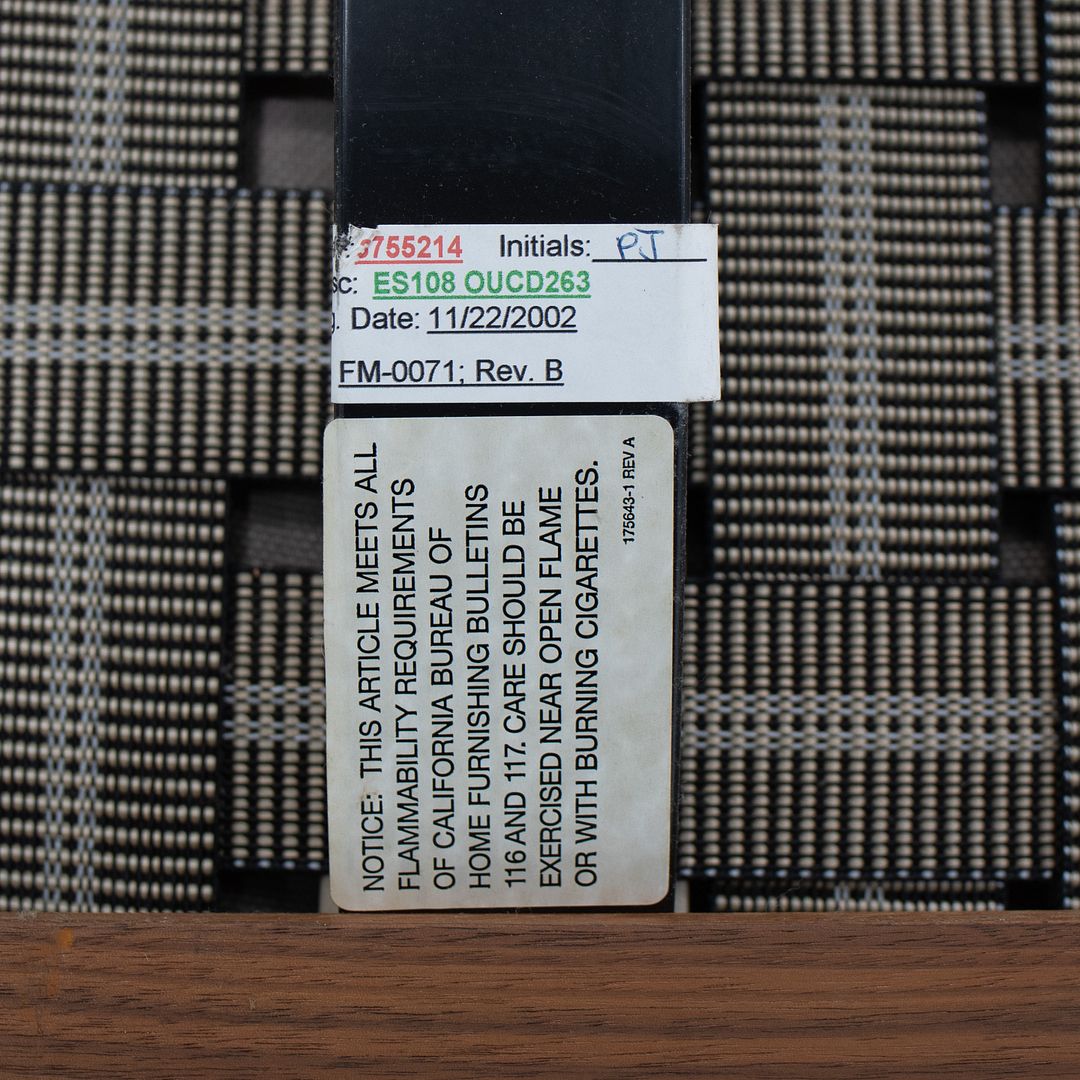 3755214 Initials: PJ
ES108 OUCD263
Date: 11/22/2002
FM-0071; Rev. B
NOTICE: THIS ARTICLE MEETS ALL
FLAMMABILITY REQUIREMENTS
OF CALIFORNIA BUREAU OF
HOME FURNISHING BULLETINS
116 AND 117. CARE SHOULD BE
EXERCISED NEAR OPEN FLAME
OR WITH BURNING CIGARETTES.
175643-1 REV A